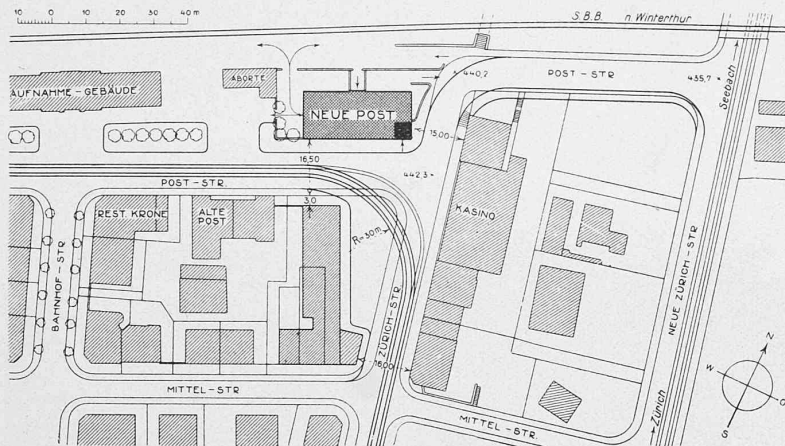 10 0 10 20 30 40 m
S.B.B. n. Winterthur
ABORTE
440,2
POST-STR
435,7
Seebach
AUFNAHME-GEBÄUDE
NEUE POST
15,00
16,50
442,3
POST-STR.
3,0
REST. KRONE
ALTE
POST
KASINO
R=30m
BAHNHOF-STR
ZÜRICH-STR
NEUE ZÜRICH-STR
16,00
MITTEL-STR
MITTEL-STR.
Zürich
N
W
O
S